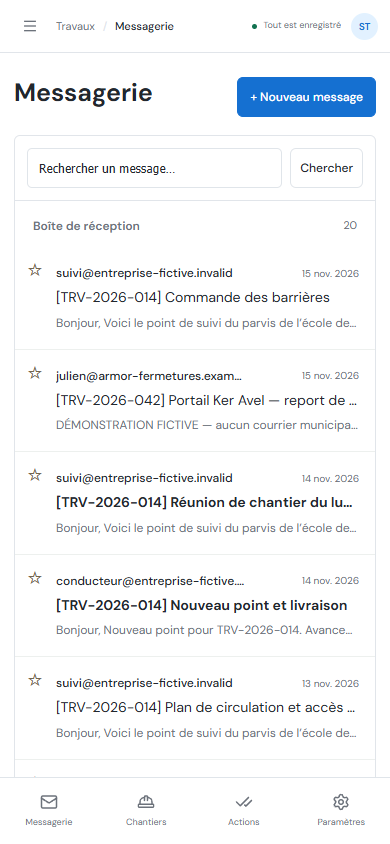 Travaux / Messagerie
Tout est enregistré
ST
Messagerie
+ Nouveau message
Rechercher un message...
Chercher
Boîte de réception 20
suivi@entreprise-fictive.invalid 15 nov. 2026
[TRV-2026-014] Commande des barrières
Bonjour, Voici le point de suivi du parvis de l'école de…
julien@armor-fermetures.exam… 15 nov. 2026
[TRV-2026-042] Portail Ker Avel — report de …
DÉMONSTRATION FICTIVE — aucun courrier municipa…
suivi@entreprise-fictive.invalid 14 nov. 2026
[TRV-2026-014] Réunion de chantier du lu…
Bonjour, Voici le point de suivi du parvis de l'école de…
conducteur@entreprise-fictive.… 14 nov. 2026
[TRV-2026-014] Nouveau point et livraison
Bonjour, Nouveau point pour TRV-2026-014. Avance…
suivi@entreprise-fictive.invalid 13 nov. 2026
[TRV-2026-014] Plan de circulation et accès …
Bonjour, Voici le point de suivi du parvis de l'école de…
Messagerie
Chantiers
Actions
Paramètres